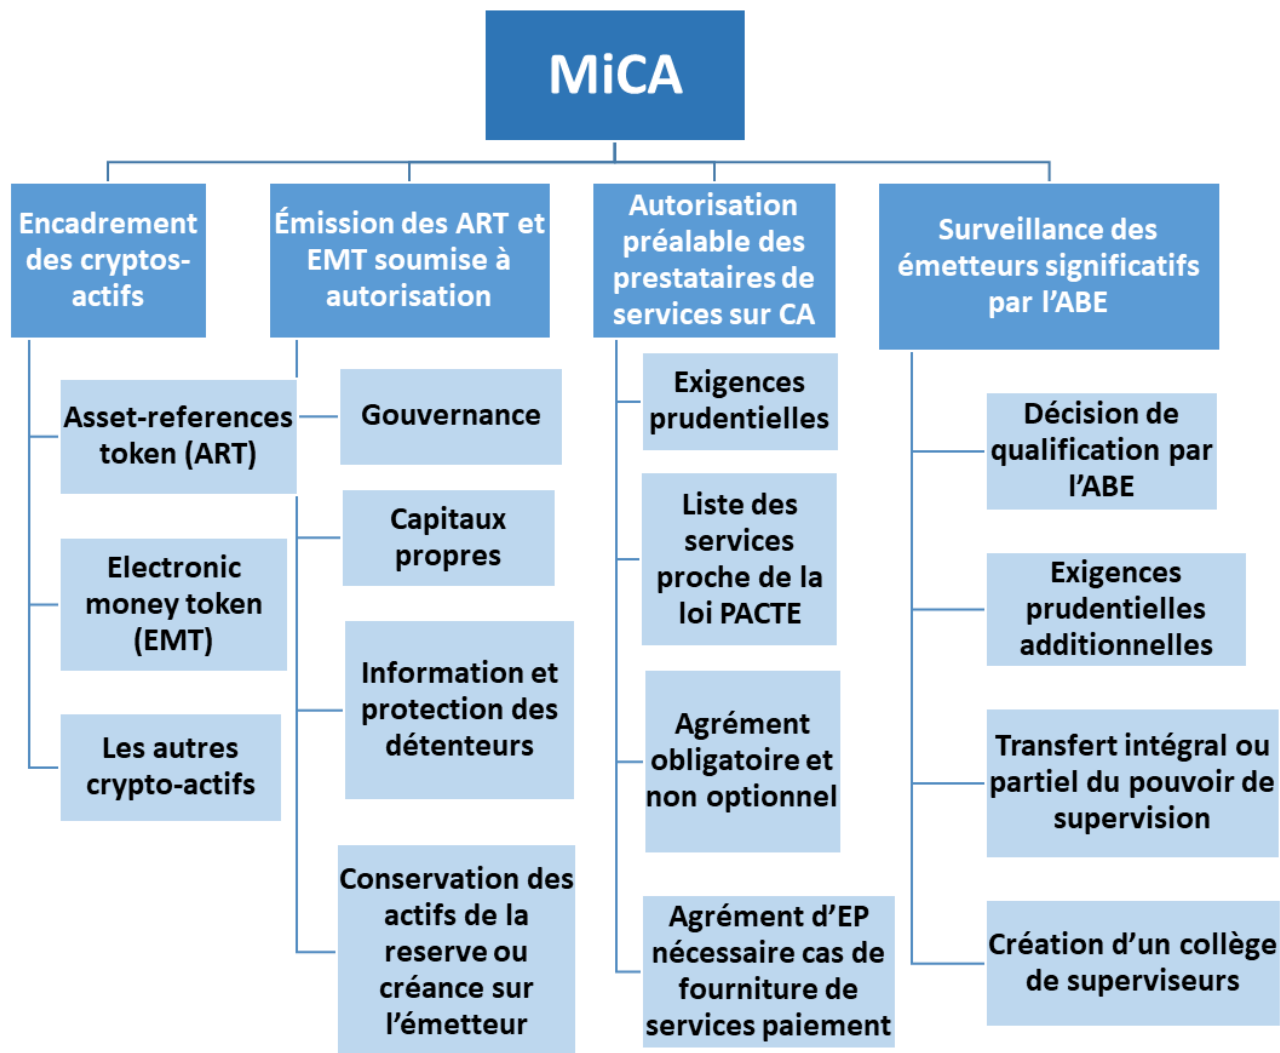 MiCA
Encadrement
des cryptos-
actifs
Asset-references
token (ART)
Electronic
money token
(EMT)
Les autres
crypto-actifs
Émission des ART et
EMT soumise à
autorisation
Gouvernance
Capitaux
propres
Information et
protection des
détenteurs
Conservation des
actifs de la
reserve ou
créance sur
l’émetteur
Autorisation
préalable des
prestataires de
services sur CA
Exigences
prudentielles
Liste des
services
proche de la
loi PACTE
Agrément
obligatoire et
non optionnel
Agrément d’EP
nécessaire cas de
fourniture de
services paiement
Surveillance des
émetteurs significatifs
par l’ABE
Décision de
qualification par
l’ABE
Exigences
prudentielles
additionnelles
Transfert intégral ou
partiel du pouvoir de
supervision
Création d’un collège
de superviseurs